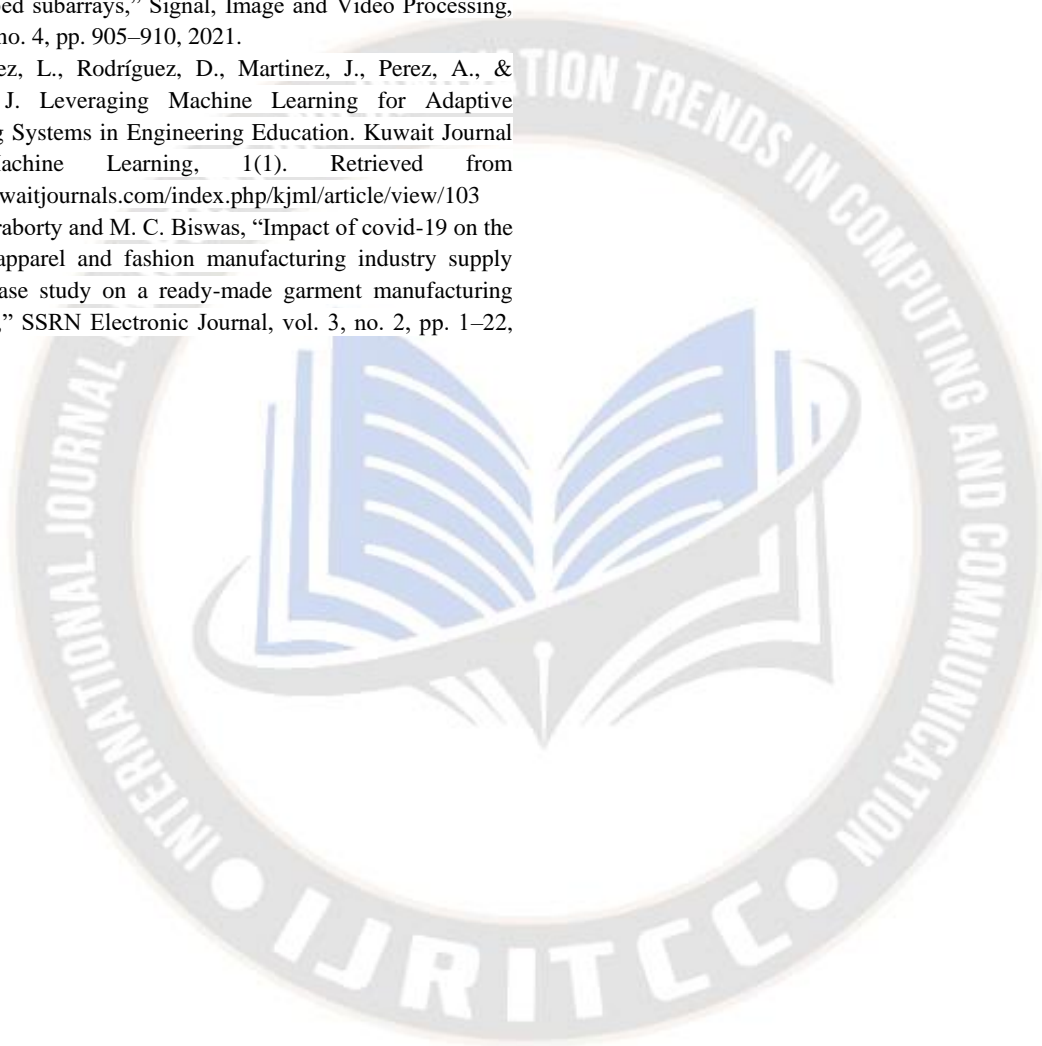 ped subarrays,” Signal, Image and Video Processing,
no. 4, pp. 905–910, 2021.
ez, L., Rodríguez, D., Martinez, J., Perez, A., &
J. Leveraging Machine Learning for Adaptive
g Systems in Engineering Education. Kuwait Journal
achine Learning, 1(1). Retrieved from
waitjournals.com/index.php/kjml/article/view/103
raborty and M. C. Biswas, “Impact of covid-19 on the
apparel and fashion manufacturing industry supply
ase study on a ready-made garment manufacturing
,” SSRN Electronic Journal, vol. 3, no. 2, pp. 1–22,
INTERNATIONAL JOURNAL
TION TRENDS IN COMPUTING AND COMMUNICATION
IJRITCC